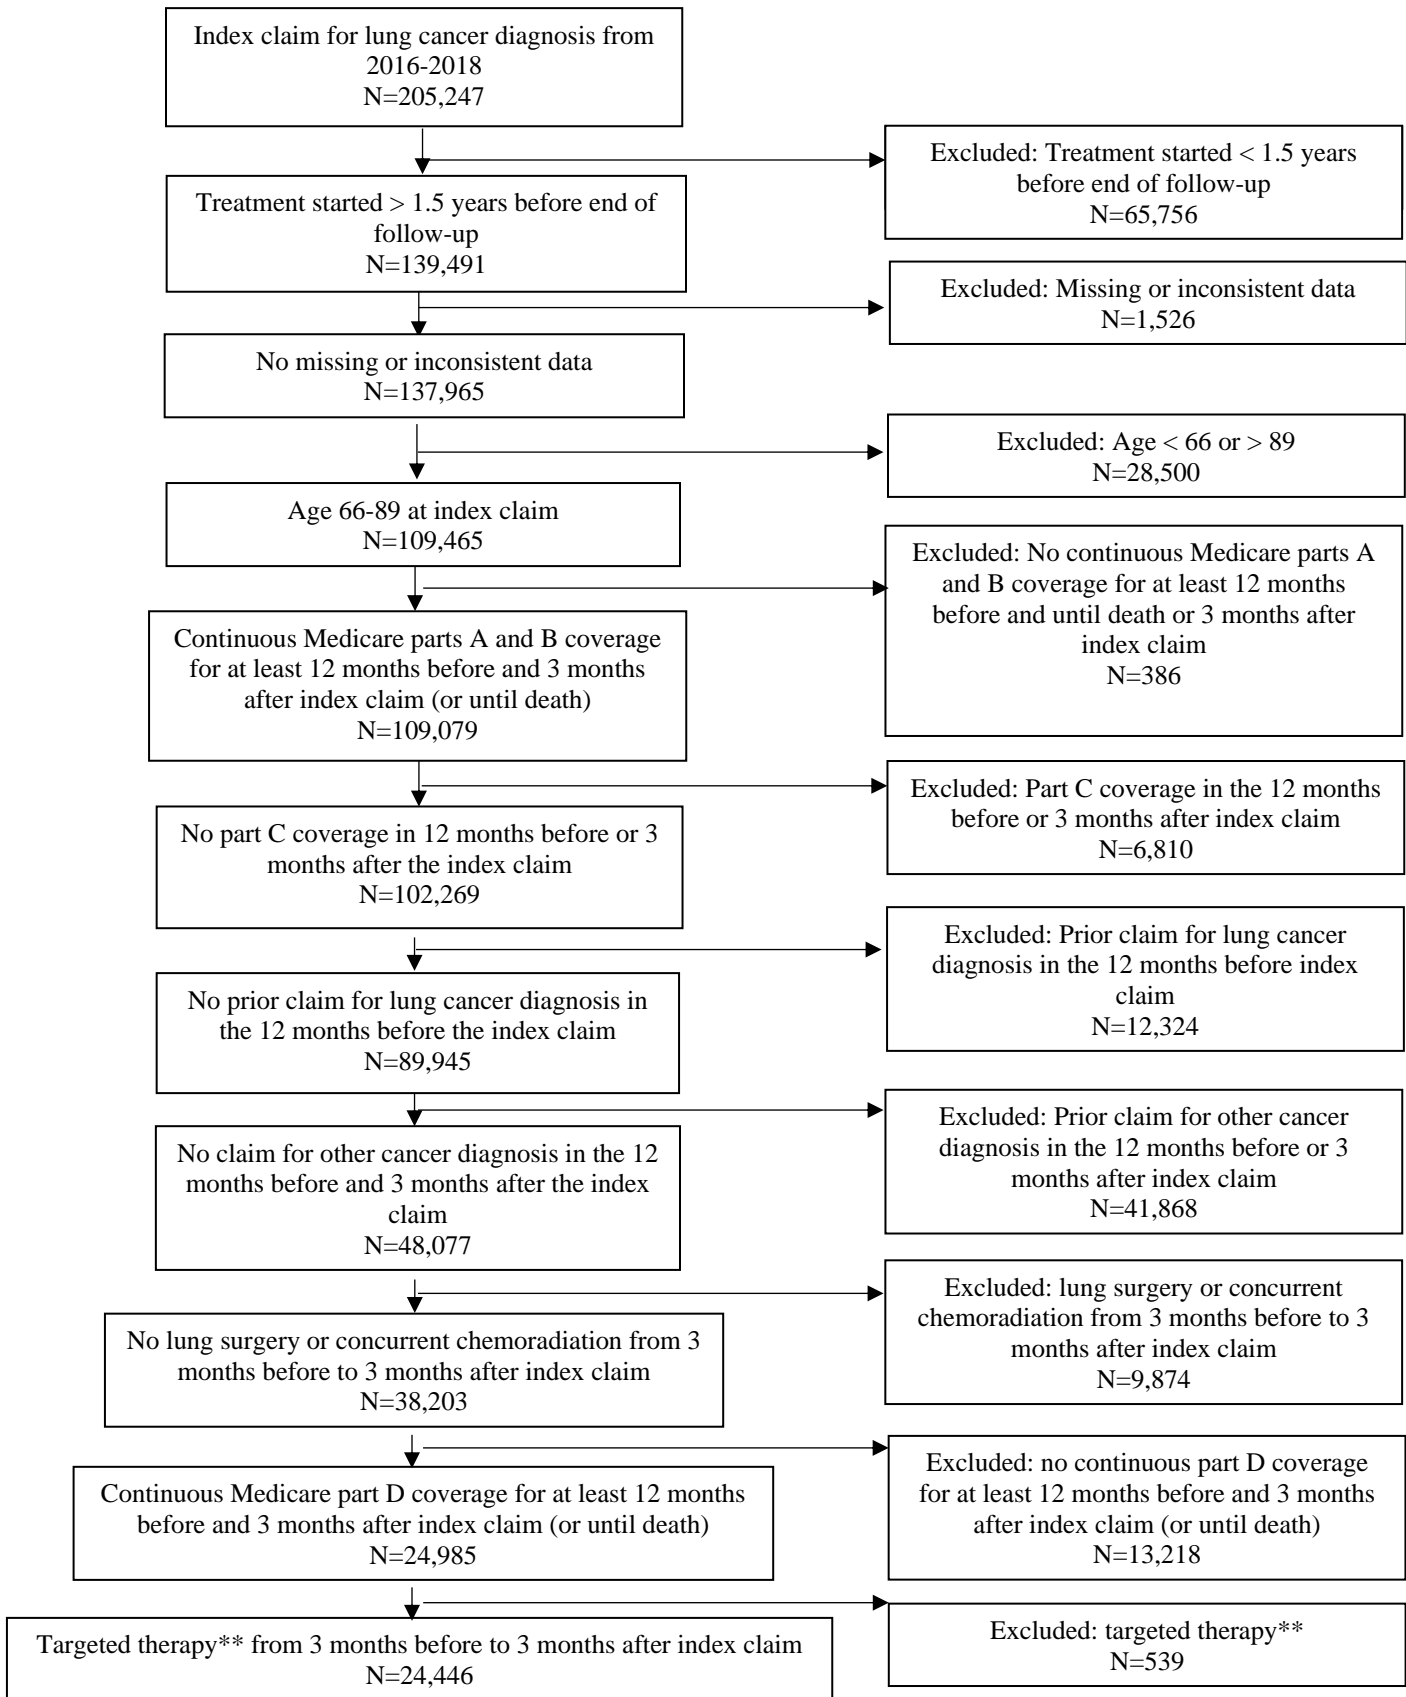 Index claim for lung cancer diagnosis from
2016-2018
N=205,247
Excluded: Treatment started < 1.5 years
before end of follow-up
N=65,756
Treatment started > 1.5 years before end of
follow-up
N=139,491
Excluded: Missing or inconsistent data
N=1,526
No missing or inconsistent data
N=137,965
Excluded: Age < 66 or > 89
N=28,500
Age 66-89 at index claim
N=109,465
Excluded: No continuous Medicare parts A
and B coverage for at least 12 months
before and until death or 3 months after
index claim
N=386
Continuous Medicare parts A and B coverage
for at least 12 months before and 3 months
after index claim (or until death)
N=109,079
Excluded: Part C coverage in the 12 months
before or 3 months after index claim
N=6,810
No part C coverage in 12 months before or 3
months after the index claim
N=102,269
Excluded: Prior claim for lung cancer
diagnosis in the 12 months before index
claim
N=12,324
No prior claim for lung cancer diagnosis in
the 12 months before the index claim
N=89,945
Excluded: Prior claim for other cancer
diagnosis in the 12 months before or 3
months after index claim
N=41,868
No claim for other cancer diagnosis in the 12
months before and 3 months after the index
claim
N=48,077
Excluded: lung surgery or concurrent
chemoradiation from 3 months before to 3
months after index claim
N=9,874
No lung surgery or concurrent chemoradiation from 3
months before to 3 months after index claim
N=38,203
Excluded: no continuous part D coverage
for at least 12 months before and 3 months
after index claim (or until death)
N=13,218
Continuous Medicare part D coverage for at least 12 months
before and 3 months after index claim (or until death)
N=24,985
Excluded: targeted therapy**
N=539
Targeted therapy** from 3 months before to 3 months after index claim
N=24,446